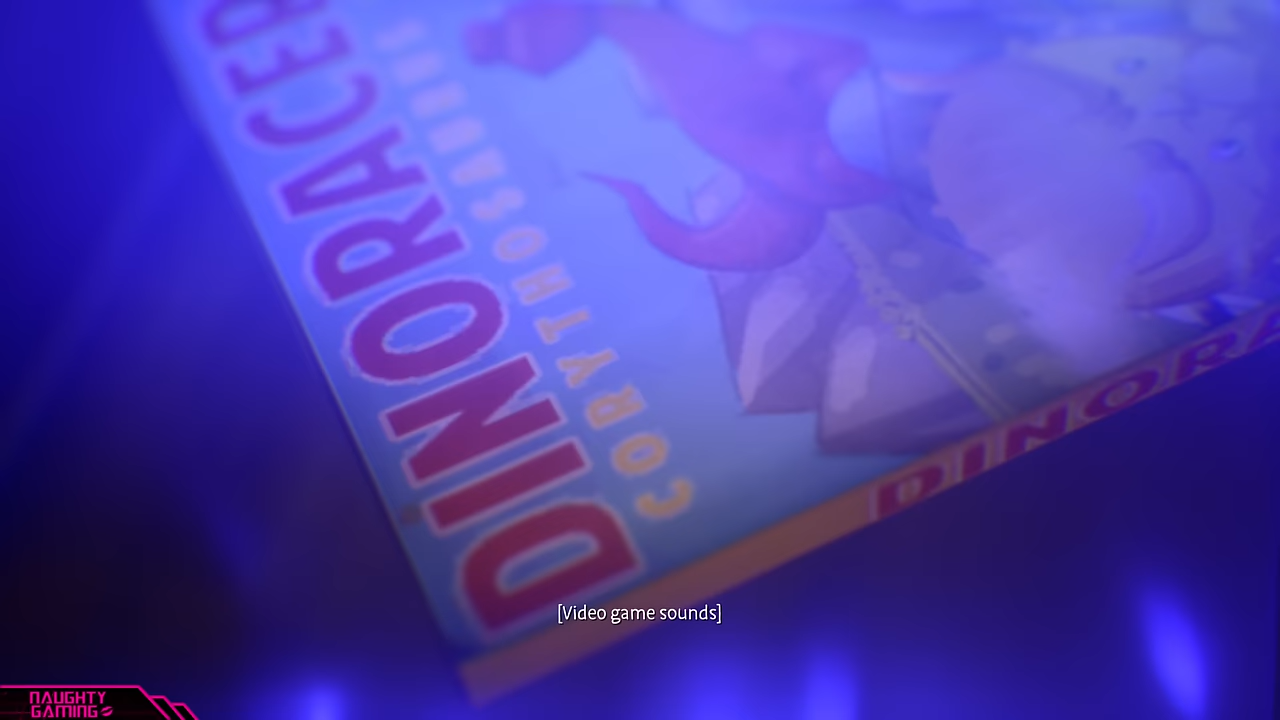 DINORACER
CORYTHOSAURUS
DINORA
[Video game sounds]
NAUGHTY
GAMING